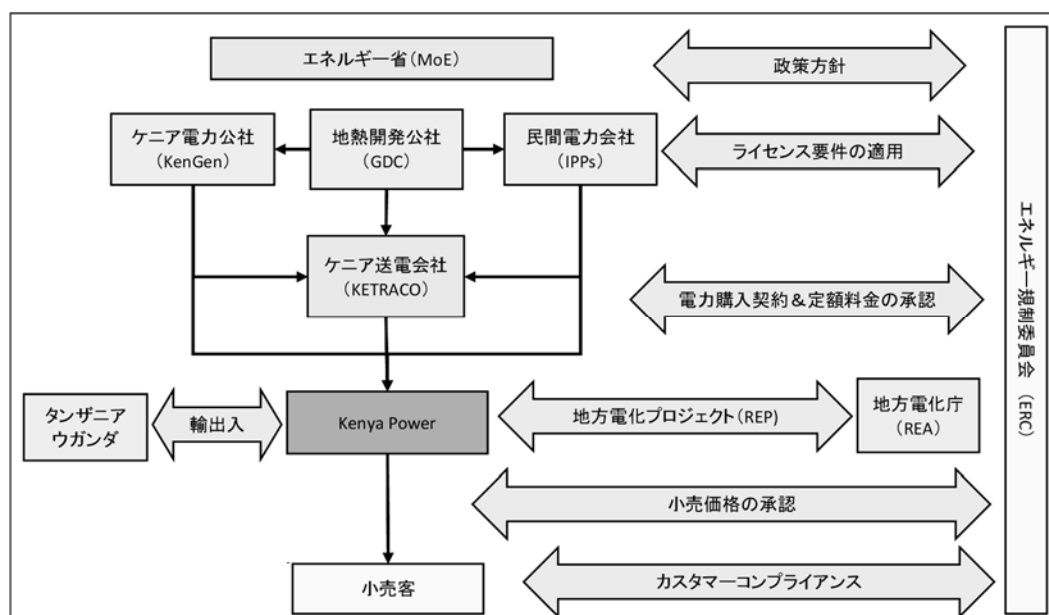 エネルギー省(MoE)
政策方針
ケニア電力公社
(KenGen)
地熱開発公社
(GDC)
民間電力会社
(IPPs)
ライセンス要件の適用
ケニア送電会社
(KETRACO)
電力購入契約&定額料金の承認
エネルギー規制委員会 (ERC)
タンザニア
ウガンダ
輸出入
Kenya Power
地方電化プロジェクト(REP)
地方電化庁
(REA)
小売価格の承認
小売客
カスタマーコンプライアンス